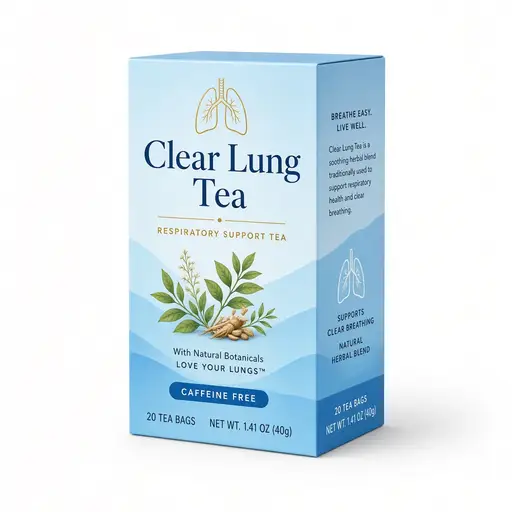 Clear Lung
Tea
RESPIRATORY SUPPORT TEA
With Natural Botanicals
LOVE YOUR LUNGS™
CAFFEINE FREE
20 TEA BAGS NET WT. 1.41 OZ (40g)
BREATHE EASY.
LIVE WELL.
Clear Lung Tea is a
soothing herbal blend
traditionally used to
support respiratory
health and clear
breathing.
SUPPORTS
CLEAR BREATHING
NATURAL
HERBAL BLEND
20 TEA BAGS
NET WT. 1.41 OZ (40g)